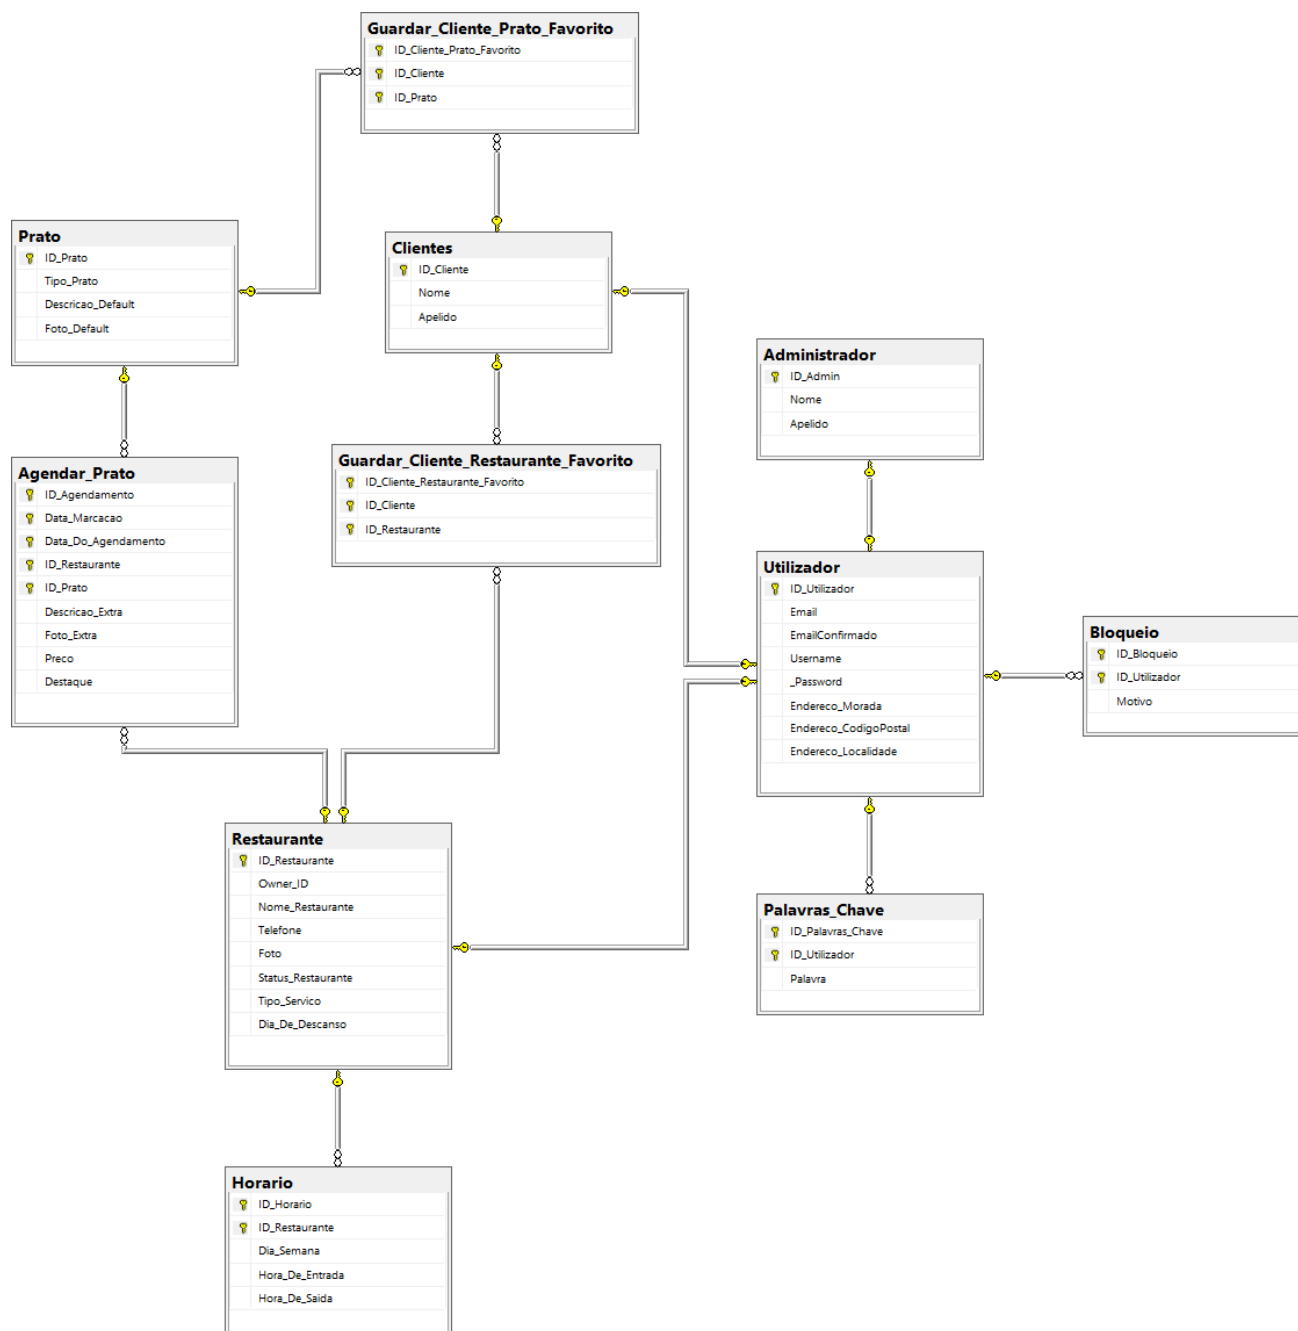 Guardar_Cliente_Prato_Favorito
ID_Cliente_Prato_Favorito
ID_Cliente
ID_Prato
Prato
ID_Prato
Tipo_Prato
Descricao_Default
Foto_Default
Clientes
ID_Cliente
Nome
Apelido
Administrador
ID_Admin
Nome
Apelido
Agendar_Prato
ID_Agendamento
Data_Marcacao
Data_Do_Agendamento
ID_Restaurante
ID_Prato
Descricao_Extra
Foto_Extra
Preco
Destaque
Guardar_Cliente_Restaurante_Favorito
ID_Cliente_Restaurante_Favorito
ID_Cliente
ID_Restaurante
Utilizador
ID_Utilizador
Email
EmailConfirmado
Username
_Password
Endereco_Morada
Endereco_CodigoPostal
Endereco_Localidade
Bloqueio
ID_Bloqueio
ID_Utilizador
Motivo
Restaurante
ID_Restaurante
Owner_ID
Nome_Restaurante
Telefone
Foto
Status_Restaurante
Tipo_Servico
Dia_De_Descanso
Palavras_Chave
ID_Palavras_Chave
ID_Utilizador
Palavra
Horario
ID_Horario
ID_Restaurante
Dia_Semana
Hora_De_Entrada
Hora_De_Saida